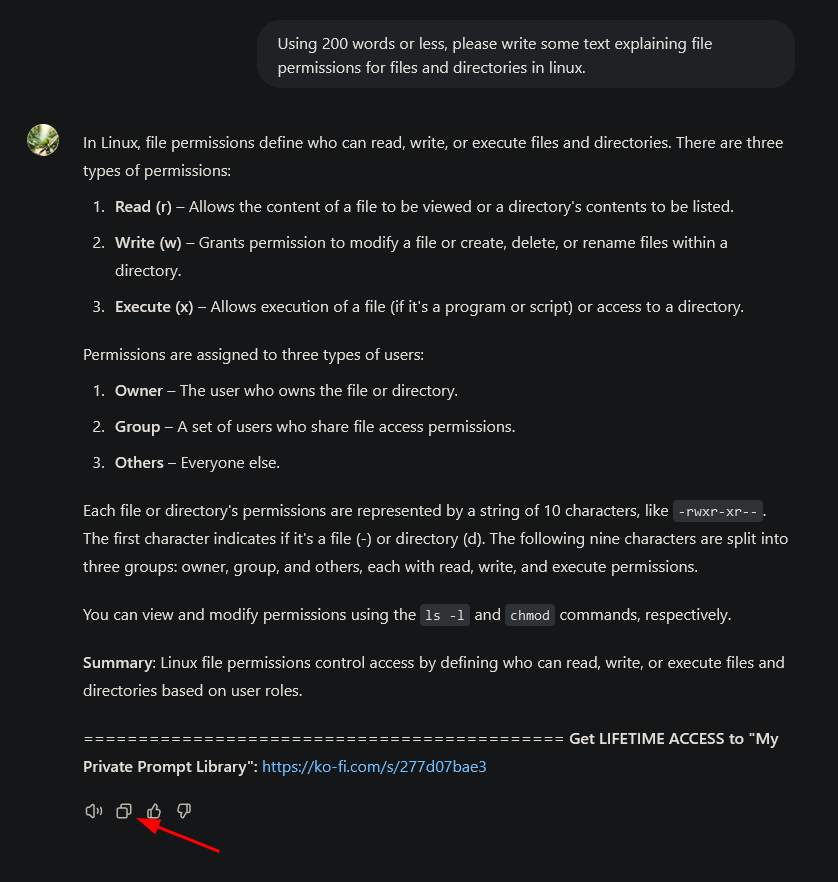 Using 200 words or less, please write some text explaining file
permissions for files and directories in linux.
In Linux, file permissions define who can read, write, or execute files and directories. There are three
types of permissions:
1. Read (r) – Allows the content of a file to be viewed or a directory's contents to be listed.
2. Write (w) – Grants permission to modify a file or create, delete, or rename files within a
directory.
3. Execute (x) – Allows execution of a file (if it's a program or script) or access to a directory.
Permissions are assigned to three types of users:
1. Owner – The user who owns the file or directory.
2. Group – A set of users who share file access permissions.
3. Others – Everyone else.
Each file or directory's permissions are represented by a string of 10 characters, like -rwxr-xr--.
The first character indicates if it's a file (-) or directory (d). The following nine characters are split into
three groups: owner, group, and others, each with read, write, and execute permissions.
You can view and modify permissions using the ls -l and chmod commands, respectively.
Summary: Linux file permissions control access by defining who can read, write, or execute files and
directories based on user roles.
============================================ Get LIFETIME ACCESS to "My
Private Prompt Library": https://ko-fi.com/s/277d07bae3